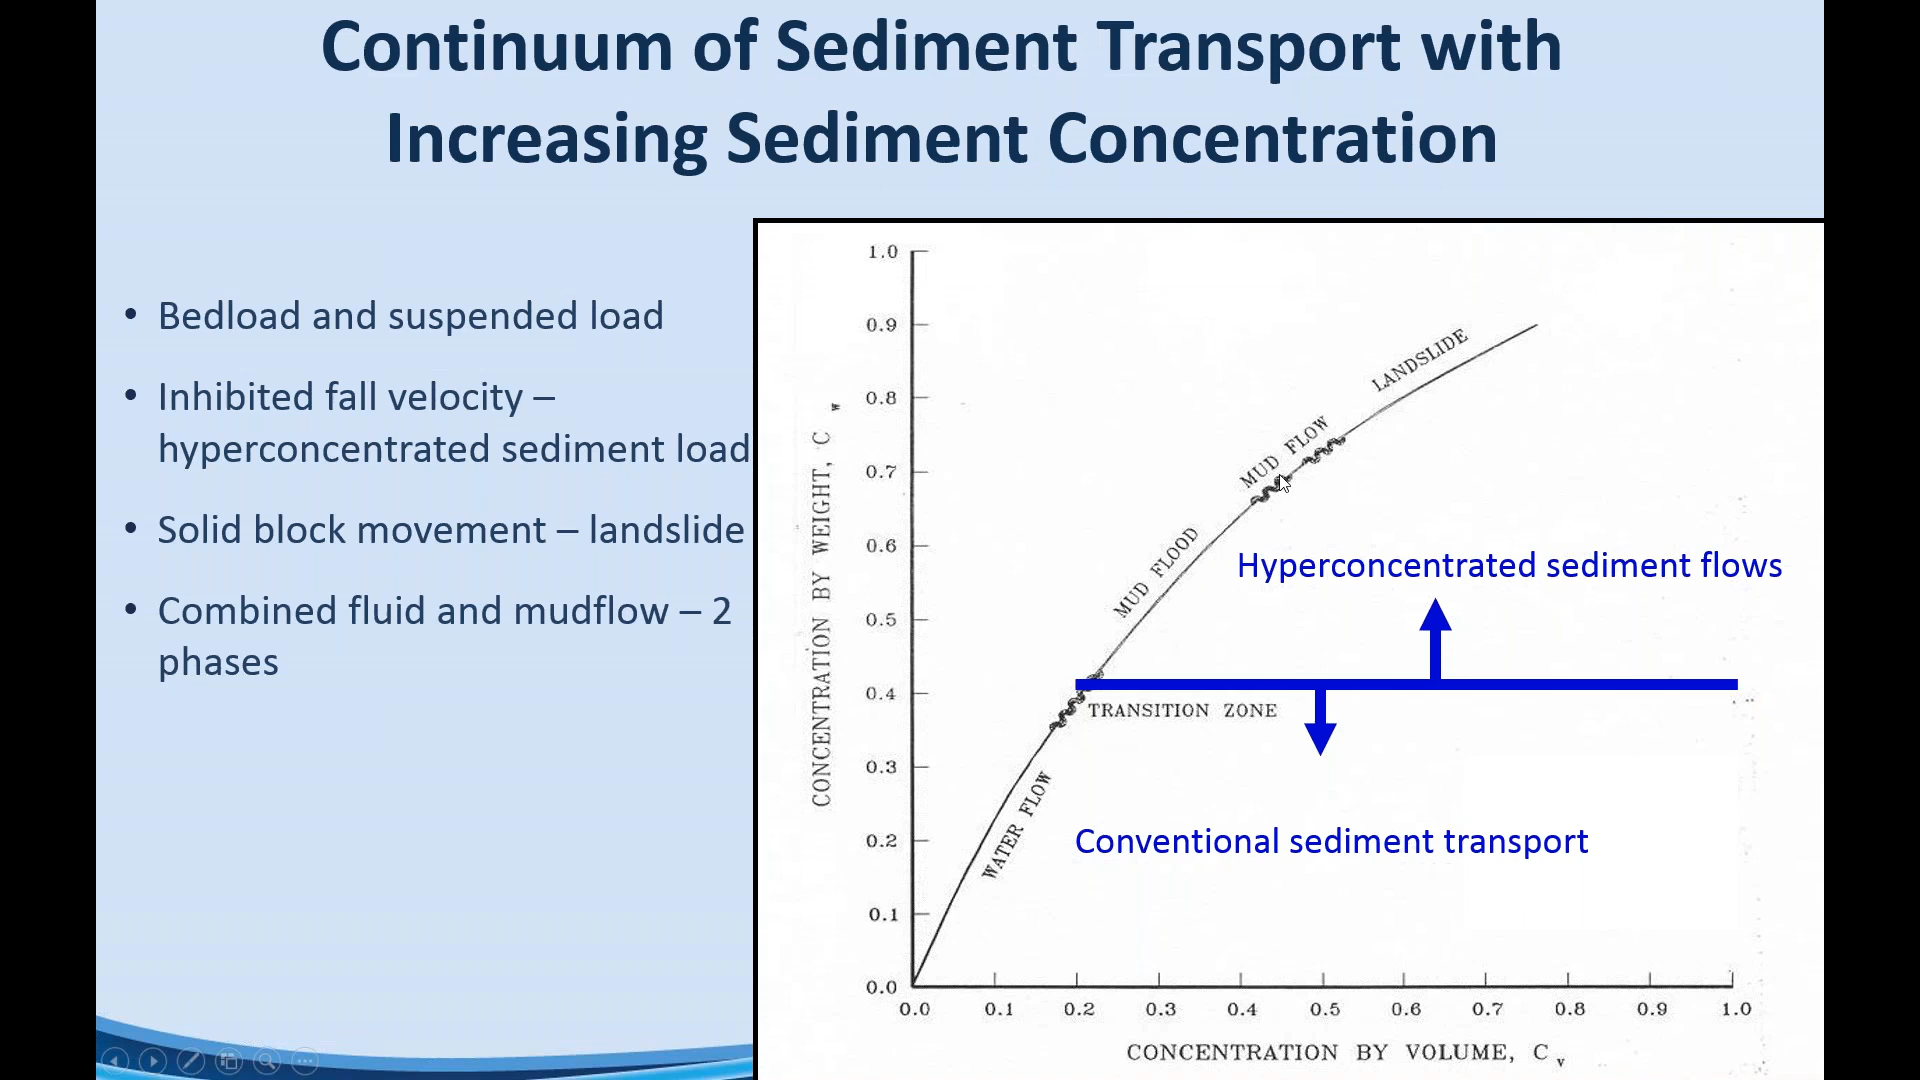 Continuum of Sediment Transport with
Increasing Sediment Concentration
• Bedload and suspended load
• Inhibited fall velocity –
hyperconcentrated sediment load
• Solid block movement – landslide
• Combined fluid and mudflow – 2
phases
1.0
0.9
0.8
0.7
0.6
0.5
0.4
0.3
0.2
0.1
0.0
CONCENTRATION BY WEIGHT, C w
LANDSLIDE
MUD FLOW
MUD FLOOD
Hyperconcentrated sediment flows
TRANSITION ZONE
WATER FLOW
Conventional sediment transport
0.0 0.1 0.2 0.3 0.4 0.5 0.6 0.7 0.8 0.9 1.0
CONCENTRATION BY VOLUME, C v